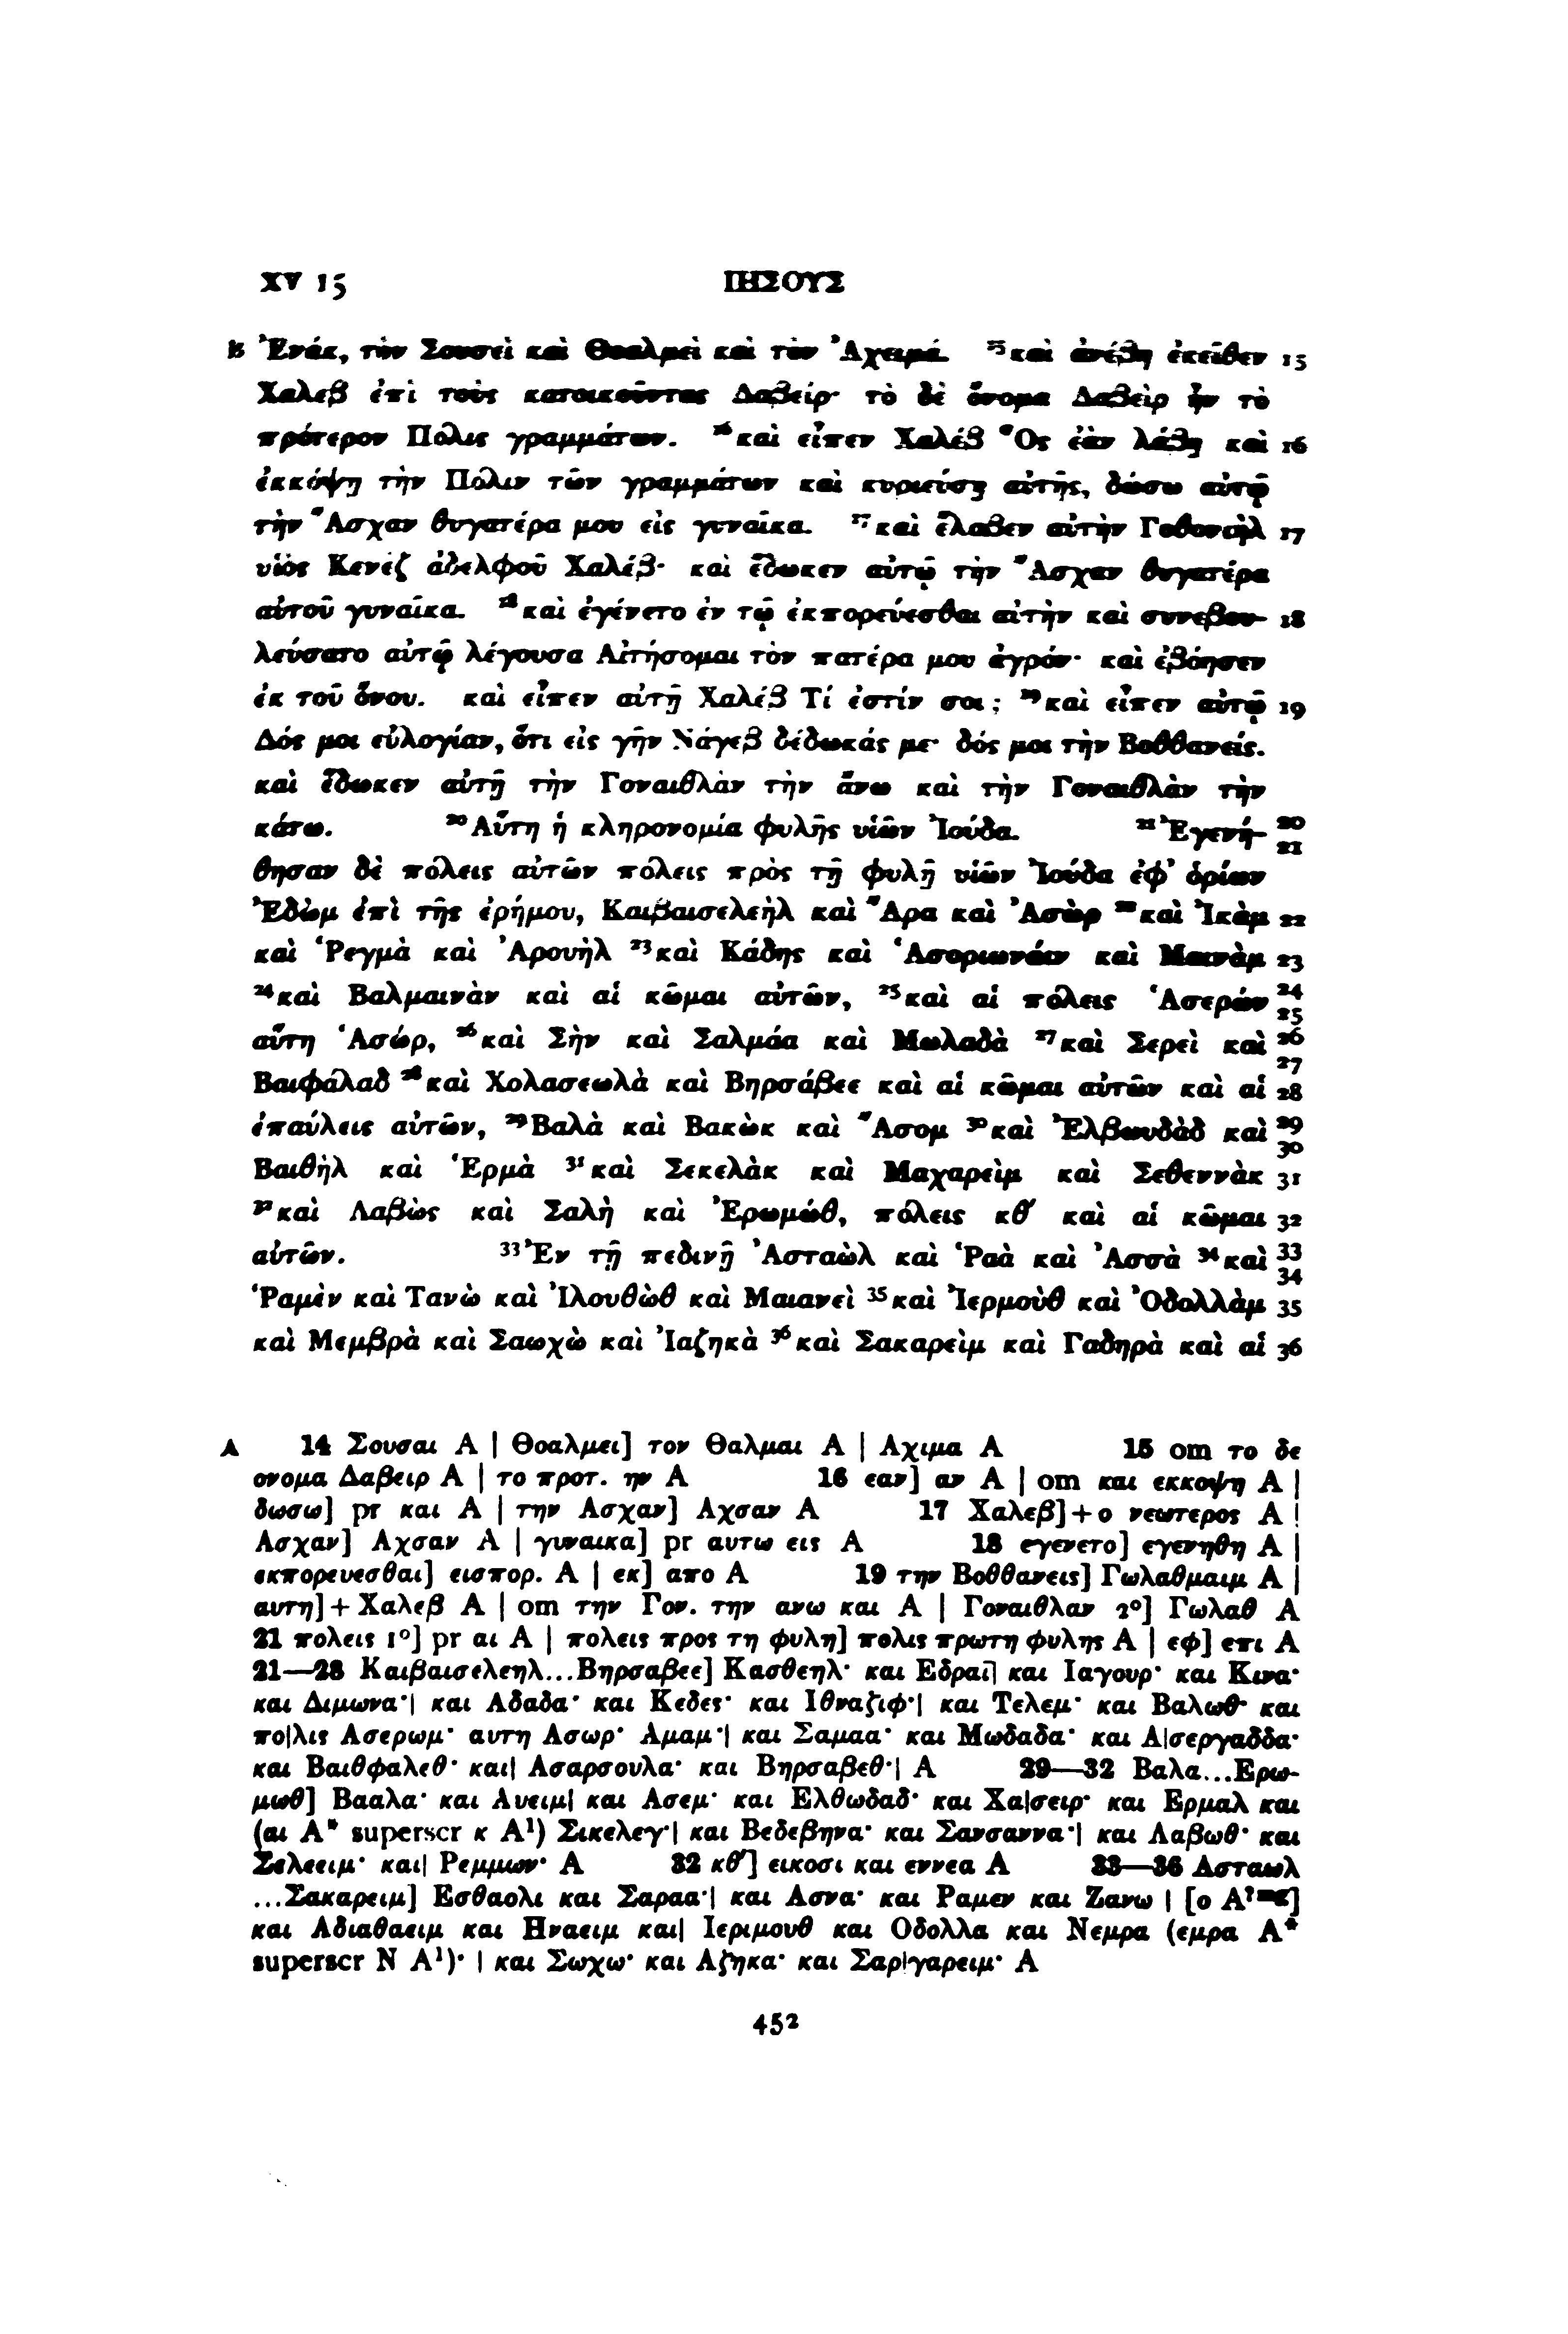 XV 15 ΙΗΣΟΥΣ
B Ἐνάκ, τὸν Σουσεὶ καὶ Θοαλμεὶ καὶ τὸν Ἀχειμά. ¹⁵καὶ ἀνέβη ἐκεῖθεν 15
Χαλεβ ἐπὶ τοὺς κατοικοῦντας Δαβείρ· τὸ δὲ ὄνομα Δαβεὶρ ἦν τὸ
πρότερον Πόλις γραμμάτων. ¹⁶καὶ εἶπεν Χαλέβ Ὃς ἐὰν λάβῃ καὶ 16
ἐκκόψῃ τὴν Πόλιν τῶν γραμμάτων καὶ κυριεύσῃ αὐτῆς, δώσω αὐτῷ
τὴν Ἄσχαν θυγατέρα μου εἰς γυναῖκα. ¹⁷καὶ ἔλαβεν αὐτὴν Γοθονιὴλ 17
υἱὸς Κενὲζ ἀδελφοῦ Χαλέβ· καὶ ἔδωκεν αὐτῷ τὴν Ἄσχαν θυγατέρα
αὐτοῦ γυναῖκα. ¹⁸καὶ ἐγένετο ἐν τῷ ἐκπορεύεσθαι αὐτὴν καὶ συνεβου- 18
λεύσατο αὐτῷ λέγουσα Αἰτήσομαι τὸν πατέρα μου ἀγρόν· καὶ ἐβόησεν
ἐκ τοῦ ὄνου. καὶ εἶπεν αὐτῇ Χαλέβ Τί ἐστίν σοι; ¹⁹καὶ εἶπεν αὐτῷ 19
Δός μοι εὐλογίαν, ὅτι εἰς γῆν Νάγεβ δέδωκάς με· δός μοι τὴν Βοθθανείς.
καὶ ἔδωκεν αὐτῇ τὴν Γοναιθλὰν τὴν ἄνω καὶ τὴν Γοναιθλὰν τὴν
κάτω. ²⁰Αὕτη ἡ κληρονομία φυλῆς υἱῶν Ἰούδα. ²¹Ἐγενή- 20 21
θησαν δὲ πόλεις αὐτῶν πόλεις πρὸς τῇ φυλῇ υἱῶν Ἰούδα ἐφ᾽ ὁρίων
Ἐδὼμ ἐπὶ τῆς ἐρήμου, Καιβαισελεὴλ καὶ Ἄρα καὶ Ἀσὼρ ²²καὶ Ἰκὰμ 22
καὶ Ῥεγμὰ καὶ Ἀρουὴλ ²³καὶ Κάδης καὶ Ἀσοριωνάιν καὶ Μαινὰμ 23
²⁴καὶ Βαλμαινὰν καὶ αἱ κῶμαι αὐτῶν, ²⁵καὶ αἱ πόλεις Ἀσερών 24 25
αὕτη Ἁσώρ, ²⁶καὶ Σὴν καὶ Σαλμάα καὶ Μωλαδὰ ²⁷καὶ Σερεὶ καὶ 26 27
Βαιφάλαδ ²⁸καὶ Χολασεωλὰ καὶ Βηρσάβεε καὶ αἱ κῶμαι αὐτῶν καὶ αἱ 28
ἐπαύλεις αὐτῶν, ²⁹Βαλὰ καὶ Βακὼκ καὶ Ἄσομ ³⁰καὶ Ἐλβωυδὰδ καὶ 29 30
Βαιθὴλ καὶ Ἑρμὰ ³¹καὶ Σεκελὰκ καὶ Μαχαρεὶμ καὶ Σεθεννὰκ 31
³²καὶ Λαβὼς καὶ Σαλὴ καὶ Ἐρωμώθ, πόλεις κθ´ καὶ αἱ κῶμαι 32
αὐτῶν. ³³Ἐν τῇ πεδινῇ Ἀσταὼλ καὶ Ῥαὰ καὶ Ἀσσὰ ³⁴καὶ 33 34
Ῥαμὲν καὶ Τανὼ καὶ Ἰλουθὼθ καὶ Μαιανεὶ ³⁵καὶ Ἰερμοὺθ καὶ Ὀδολλὰμ 35
καὶ Μεμβρὰ καὶ Σαωχὼ καὶ Ἰαζηκὰ ³⁶καὶ Σακαρεὶμ καὶ Γαδηρὰ καὶ αἱ 36
A 14 Σουσαι A | Θοαλμει] τον Θαλμαι A | Αχιμα A 15 om το δε
ονομα Δαβειρ A | το προτ. ην A 16 εαν] αν A | om και εκκοψη A |
δωσω] pr και A | την Ασχαν] Αχσαν A 17 Χαλεβ]+ο νεωτερος A |
Ασχαν] Αχσαν A | γυναικα] pr αυτω εις A 18 εγενετο] εγενηθη A |
εκπορευεσθαι] εισπορ. A | εκ] απο A 19 την Βοθθανεις] Γωλαθμαιμ A |
αυτη]+Χαλεβ A | om την Γον. την ανω και A | Γοναιθλαν 2°] Γωλαθ A
21 πολεις 1°] pr αι A | πολεις προς τη φυλη] πολις πρωτη φυλης A | εφ] επι A
21—28 Καιβαισελεηλ...Βηρσαβεε] Κασθεηλ· και Εδραι| και Ιαγουρ· και Κινα·
και Διμωνα·| και Αδαδα· και Κεδες· και Ιθναζιφ·| και Τελεμ· και Βαλωθ· και
πο|λις Ασερωμ· αυτη Ασωρ· Αμαμ·| και Σαμαα· και Μωδαδα· και Α|σεργαδδα·
και Βαιθφαλεθ· και| Ασαρσουλα· και Βηρσαβεθ·| A 29—32 Βαλα...Ερω-
μωθ] Βααλα· και Αυειμ| και Ασεμ· και Ελθωδαδ· και Χα|σειρ· και Ερμαλ και
(αι A* superscr κ A¹) Σικελεγ·| και Βεδεβηνα· και Σανσαννα·| και Λαβωθ· και
Σελεειμ· και| Ρεμμων· A 32 κθ´] εικοσι και εννεα A 33—36 Ασταωλ
...Σακαρειμ] Εσθαολι και Σαραα·| και Ασνα· και Ραμεν και Ζανω | [ο A¹]
και Αδιαθαειμ και Ηναειμ και| Ιεριμουθ και Οδολλα και Νεμρα (εμρα A*
superscr N A¹)· | και Σωχω· και Αζηκα· και Σαρ|γαρειμ· A
452